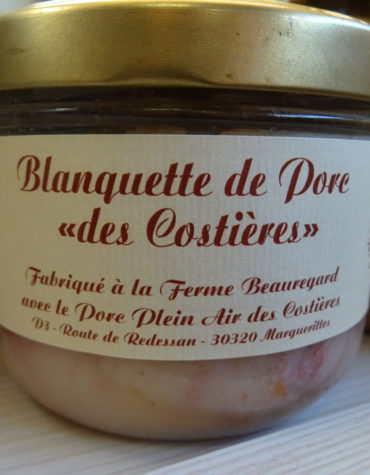 Blanquette de Porc
«des Costières»
Fabriqué à la Ferme Beauregard
avec le Porc Plein Air des Costières
D3 - Route de Redessan - 30320 Marguerittes